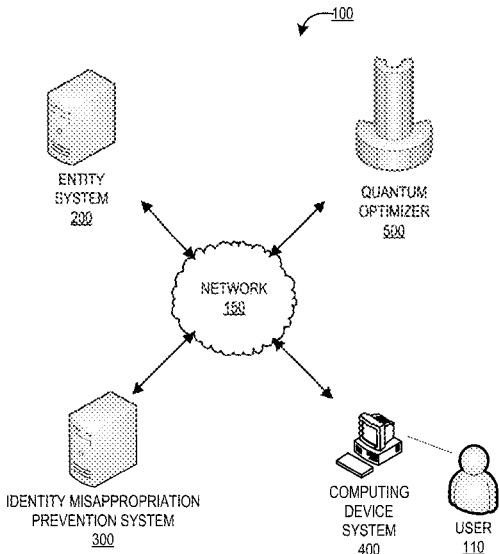 100
ENTITY
SYSTEM
200
QUANTUM
OPTIMIZER
500
NETWORK
150
IDENTITY MISAPPROPRIATION
PREVENTION SYSTEM
300
COMPUTING
DEVICE
SYSTEM
400
USER
110